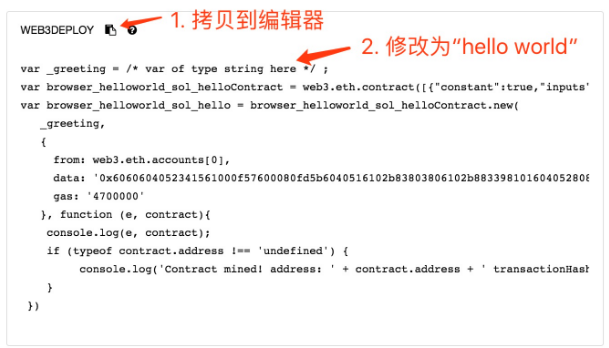 WEB3DEPLOY
1. 拷贝到编辑器
2. 修改为“hello world”
var _greeting = /* var of type string here */ ;
var browser_helloworld_sol_helloContract = web3.eth.contract([{"constant":true,"inputs"
var browser_helloworld_sol_hello = browser_helloworld_sol_helloContract.new(
_greeting,
{
from: web3.eth.accounts[0],
data: '0x6060604052341561000f57600080fd5b6040516102b83803806102b883398101604052808
gas: '4700000'
}, function (e, contract){
console.log(e, contract);
if (typeof contract.address !== 'undefined') {
console.log('Contract mined! address: ' + contract.address + ' transactionHash
}
})